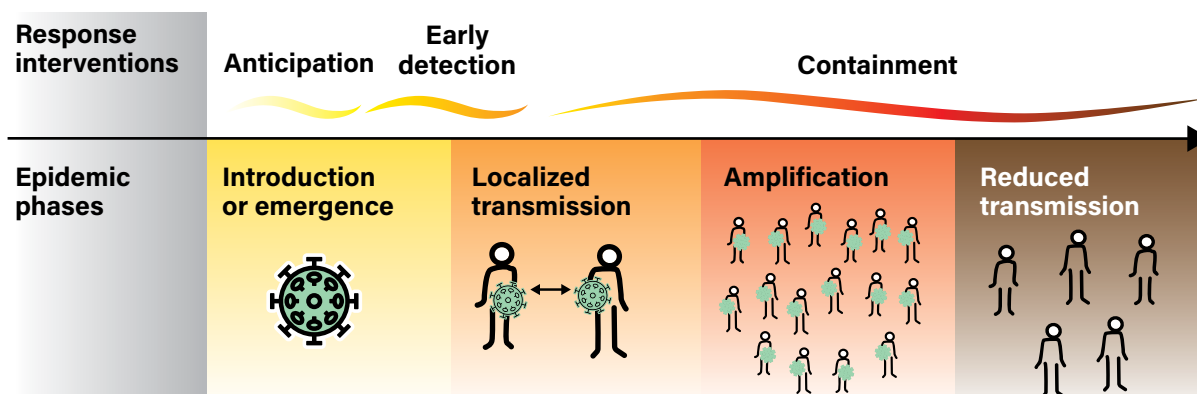 Response
interventions
Anticipation
Early
detection
Containment
Epidemic
phases
Introduction
or emergence
Localized
transmission
Amplification
Reduced
transmission